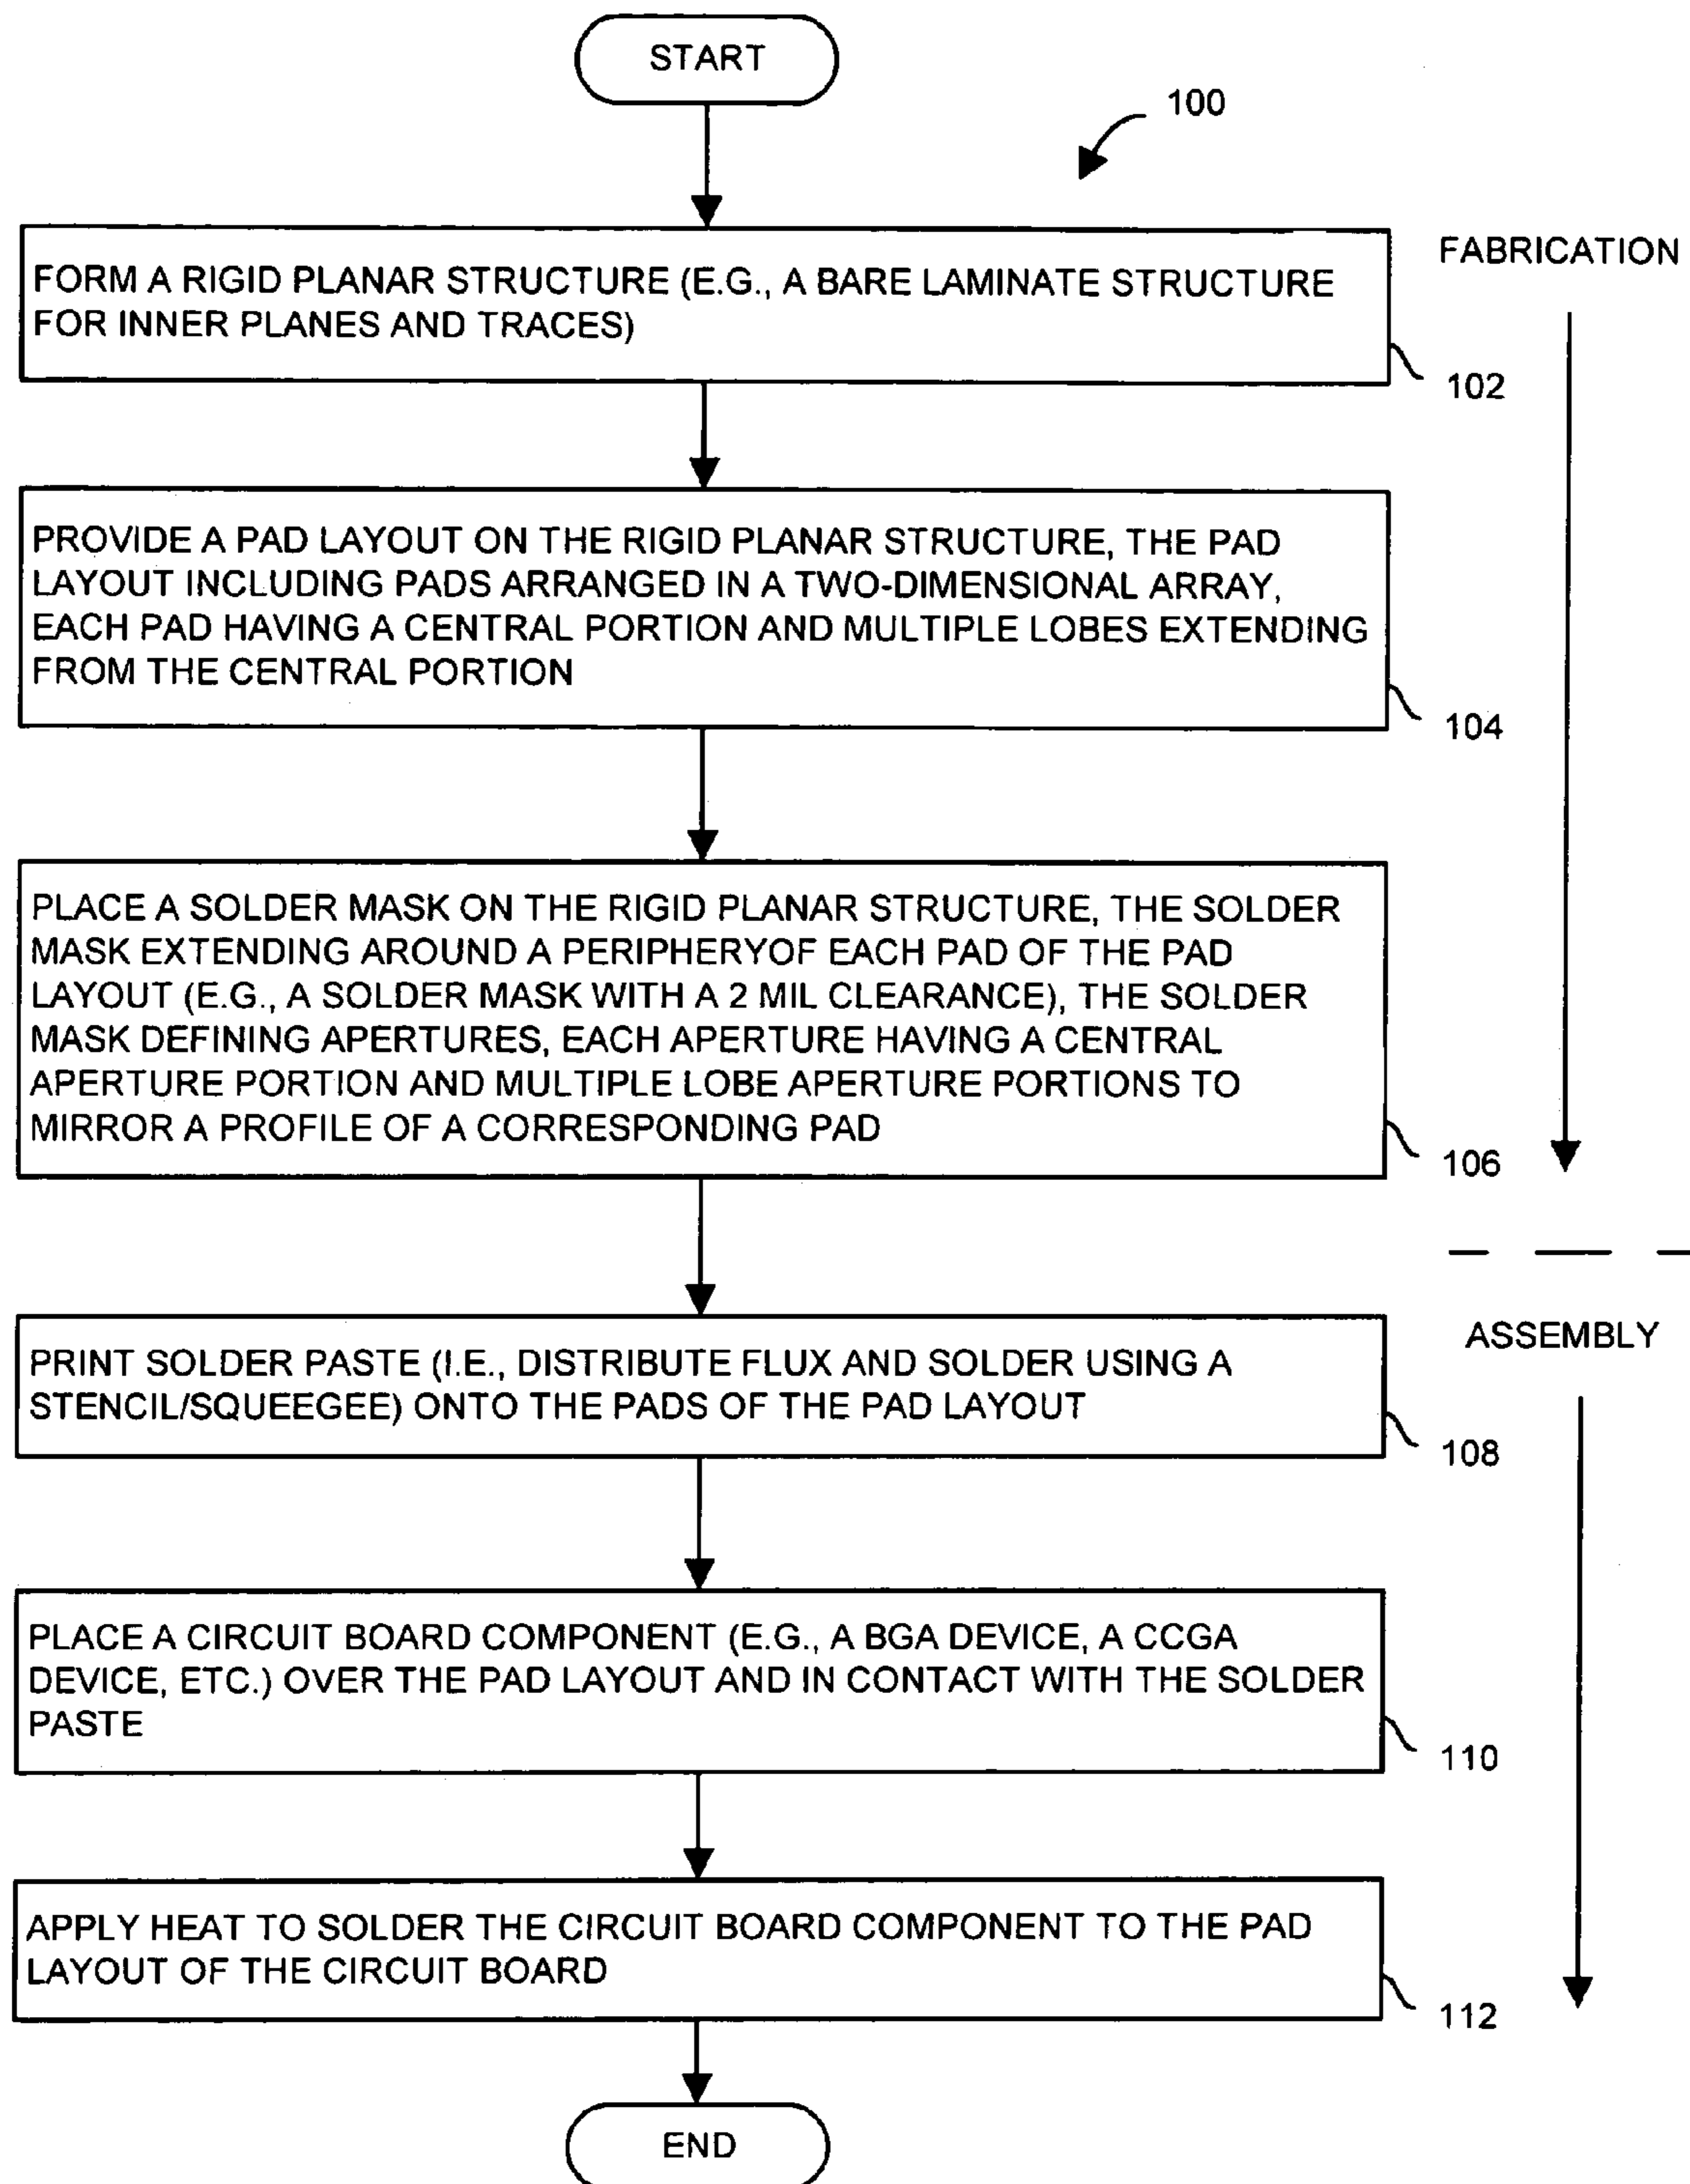 START
100
FABRICATION
FORM A RIGID PLANAR STRUCTURE (E.G., A BARE LAMINATE STRUCTURE
FOR INNER PLANES AND TRACES)
102
PROVIDE A PAD LAYOUT ON THE RIGID PLANAR STRUCTURE, THE PAD
LAYOUT INCLUDING PADS ARRANGED IN A TWO-DIMENSIONAL ARRAY,
EACH PAD HAVING A CENTRAL PORTION AND MULTIPLE LOBES EXTENDING
FROM THE CENTRAL PORTION
104
PLACE A SOLDER MASK ON THE RIGID PLANAR STRUCTURE, THE SOLDER
MASK EXTENDING AROUND A PERIPHERYOF EACH PAD OF THE PAD
LAYOUT (E.G., A SOLDER MASK WITH A 2 MIL CLEARANCE), THE SOLDER
MASK DEFINING APERTURES, EACH APERTURE HAVING A CENTRAL
APERTURE PORTION AND MULTIPLE LOBE APERTURE PORTIONS TO
MIRROR A PROFILE OF A CORRESPONDING PAD
106
ASSEMBLY
PRINT SOLDER PASTE (I.E., DISTRIBUTE FLUX AND SOLDER USING A
STENCIL/SQUEEGEE) ONTO THE PADS OF THE PAD LAYOUT
108
PLACE A CIRCUIT BOARD COMPONENT (E.G., A BGA DEVICE, A CCGA
DEVICE, ETC.) OVER THE PAD LAYOUT AND IN CONTACT WITH THE SOLDER
PASTE
110
APPLY HEAT TO SOLDER THE CIRCUIT BOARD COMPONENT TO THE PAD
LAYOUT OF THE CIRCUIT BOARD
112
END